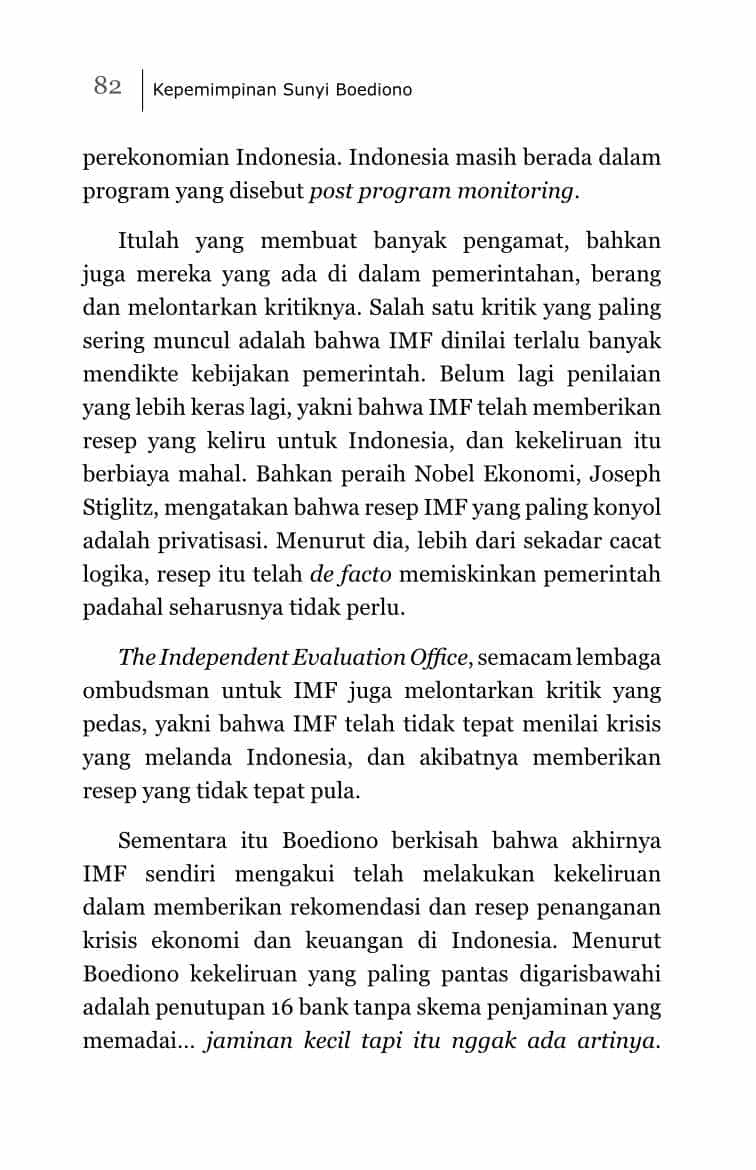 82
Kepemimpinan Sunyi Boediono
perekonomian Indonesia. Indonesia masih berada dalam
program yang disebut post program monitoring.
Itulah yang membuat banyak pengamat, bahkan
juga mereka yang ada di dalam pemerintahan, berang
dan melontarkan kritiknya. Salah satu kritik yang paling
sering muncul adalah bahwa IMF dinilai terlalu banyak
mendikte kebijakan pemerintah. Belum lagi penilaian
yang lebih keras lagi, yakni bahwa IMF telah memberikan
resep yang keliru untuk Indonesia, dan kekeliruan itu
berbiaya mahal. Bahkan peraih Nobel Ekonomi, Joseph
Stiglitz, mengatakan bahwa resep IMF yang paling konyol
adalah privatisasi. Menurut dia, lebih dari sekadar cacat
logika, resep itu telah de facto memiskinkan pemerintah
padahal seharusnya tidak perlu.
The Independent Evaluation Office, semacam lembaga
ombudsman untuk IMF juga melontarkan kritik yang
pedas, yakni bahwa IMF telah tidak tepat menilai krisis
yang melanda Indonesia, dan akibatnya memberikan
resep yang tidak tepat pula.
Sementara itu Boediono berkisah bahwa akhirnya
IMF sendiri mengakui telah melakukan kekeliruan
dalam memberikan rekomendasi dan resep penanganan
krisis ekonomi dan keuangan di Indonesia. Menurut
Boediono kekeliruan yang paling pantas digarisbawahi
adalah penutupan 16 bank tanpa skema penjaminan yang
memadai... jaminan kecil tapi itu nggak ada artinya.